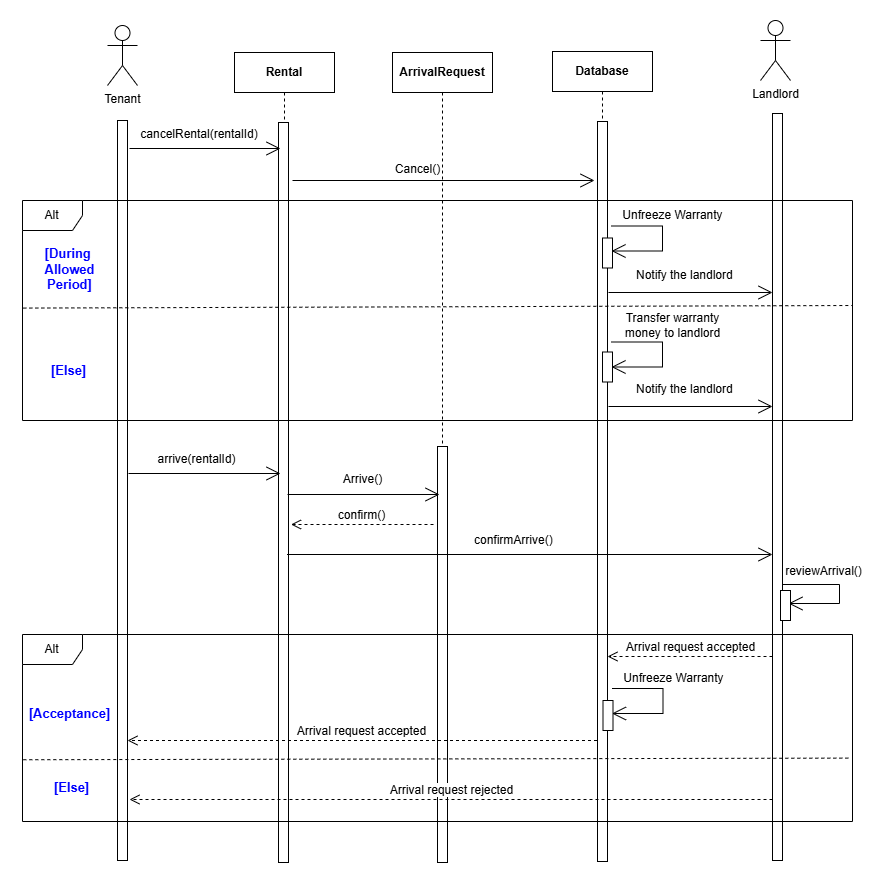 Tenant
Rental
ArrivalRequest
Database
Landlord
cancelRental(rentalId)
Cancel()
Alt
[During
Allowed
Period]
Unfreeze Warranty
Notify the landlord
[Else]
Transfer warranty
money to landlord
Notify the landlord
arrive(rentalId)
Arrive()
confirm()
confirmArrive()
reviewArrival()
Alt
Arrival request accepted
Unfreeze Warranty
[Acceptance]
Arrival request accepted
[Else]
Arrival request rejected